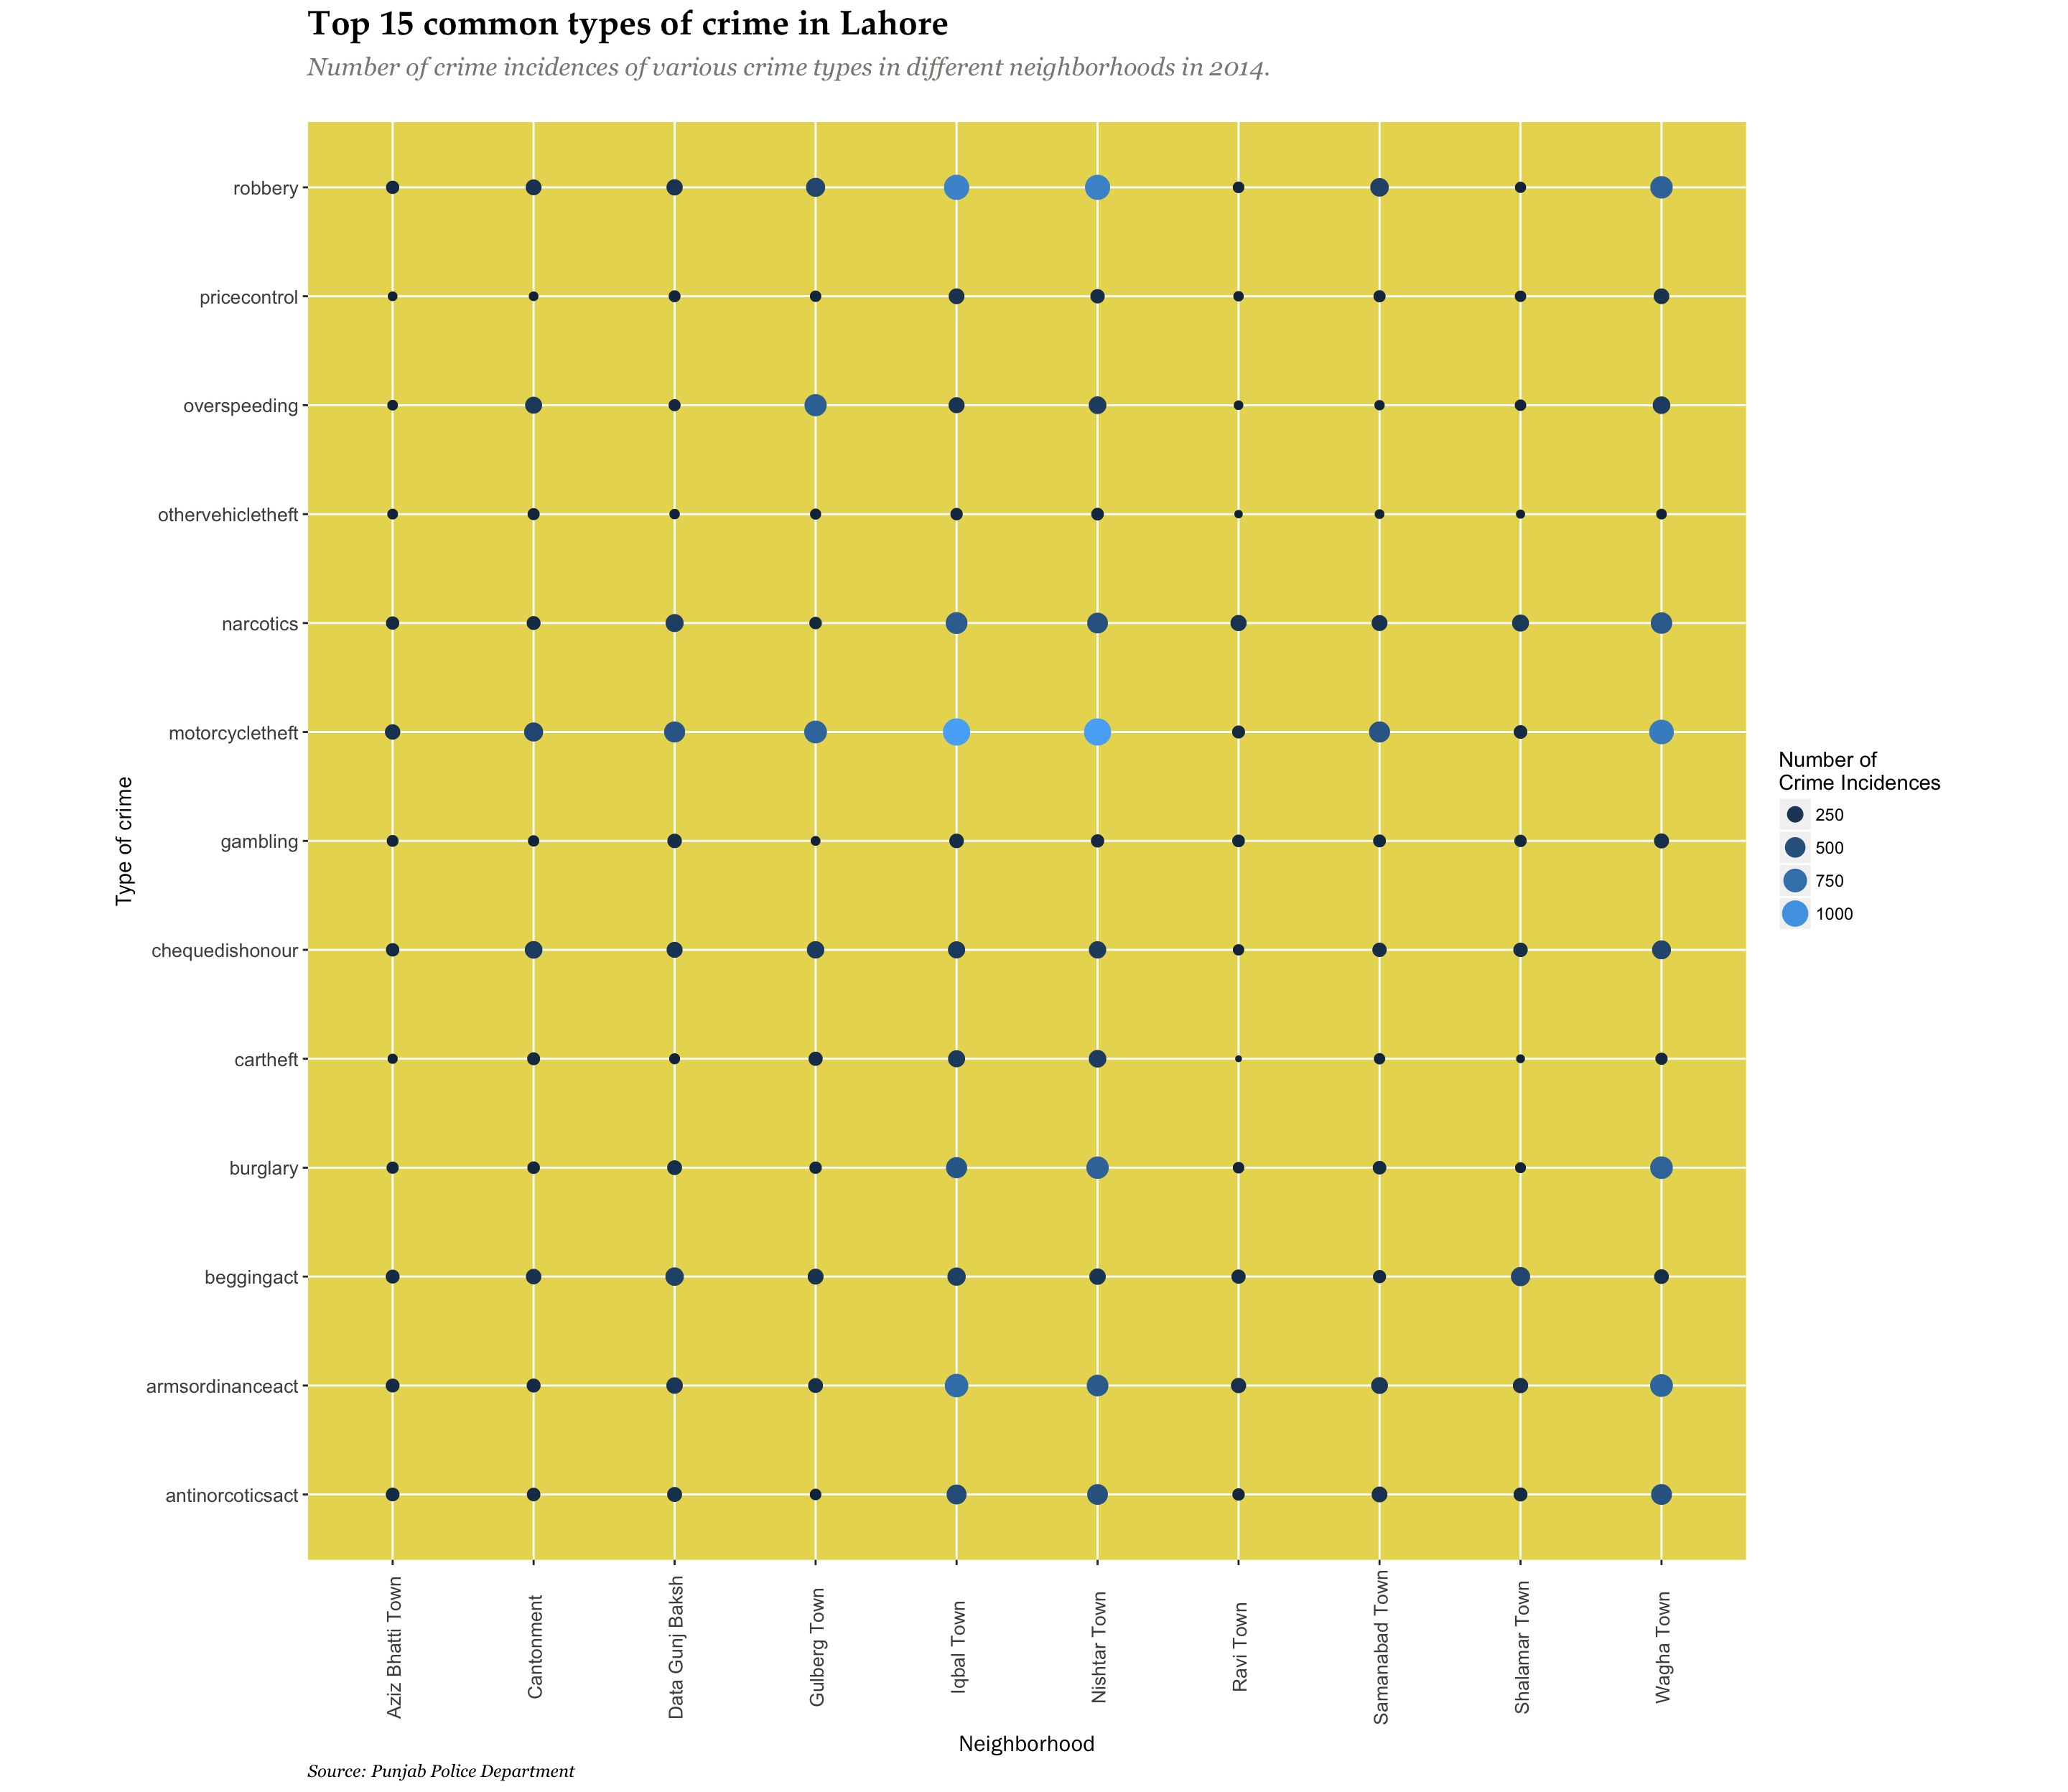 Top 15 common types of crime in Lahore
Number of crime incidences of various crime types in different neighborhoods in 2014.
robbery
pricecontrol
overspeeding
othervehicletheft
narcotics
motorcycletheft
gambling
chequedishonour
cartheft
burglary
beggingact
armsordinanceact
antinorcoticsact
Type of crime
Aziz Bhatti Town
Cantonment
Data Gunj Baksh
Gulberg Town
Iqbal Town
Nishtar Town
Ravi Town
Samanabad Town
Shalamar Town
Wagha Town
Neighborhood
Number of
Crime Incidences
250
500
750
1000
Source: Punjab Police Department